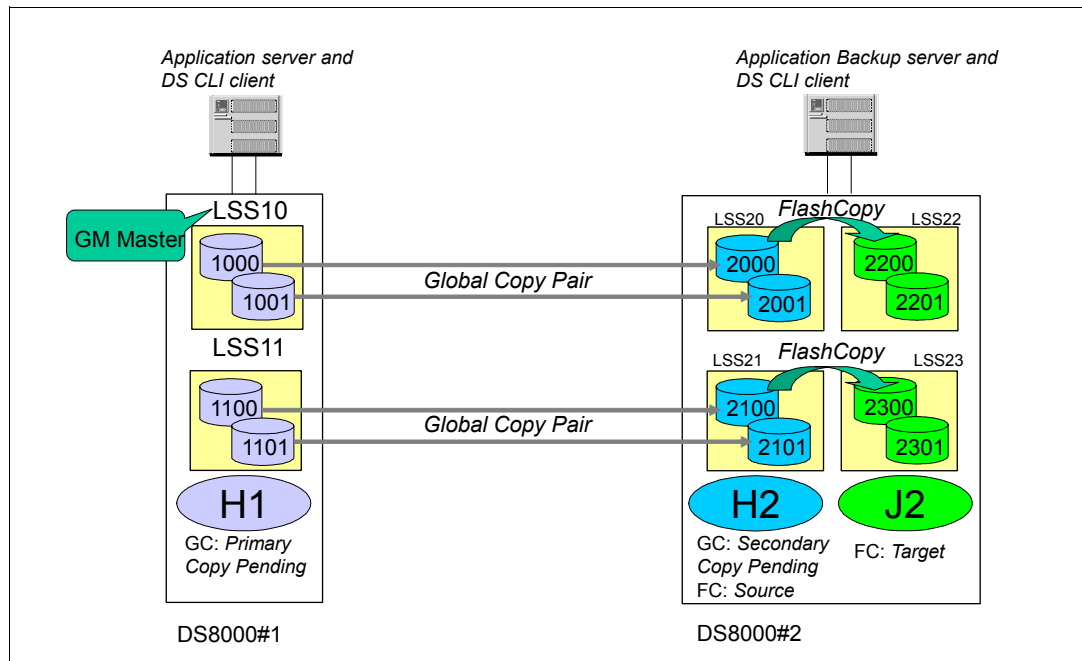 Application server and
DS CLI client
Application Backup server and
DS CLI client
GM Master
LSS10
1000
1001
Global Copy Pair
LSS20
FlashCopy
LSS22
2000
2001
2200
2201
LSS11
1100
1101
Global Copy Pair
LSS21
FlashCopy
LSS23
2100
2101
2300
2301
H1
GC: Primary
Copy Pending
H2
GC: Secondary
Copy Pending
FC: Source
J2
FC: Target
DS8000#1
DS8000#2